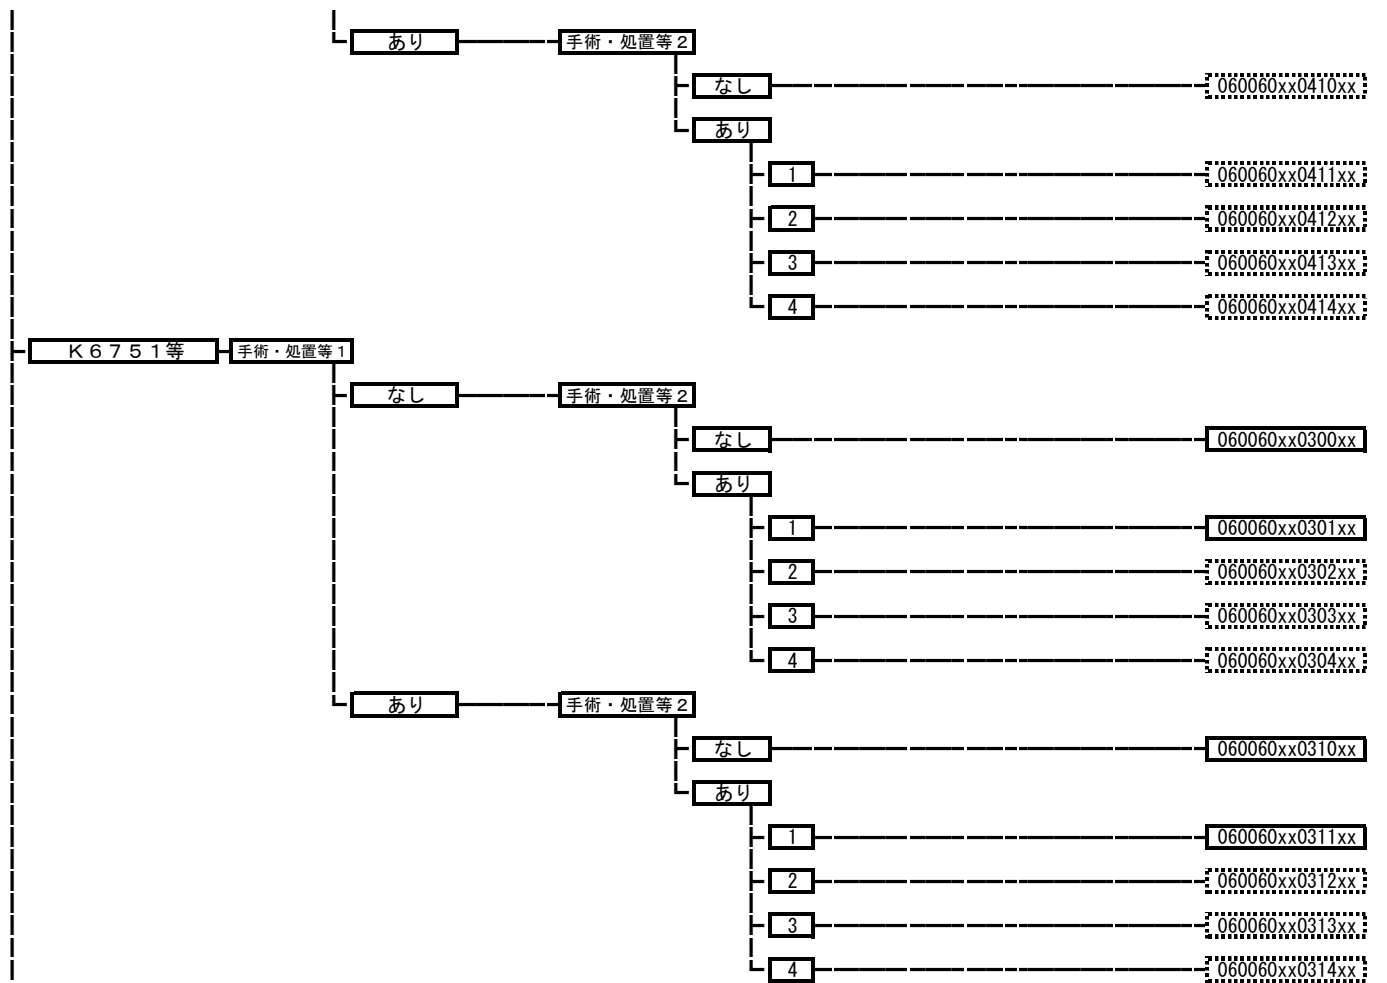 あり 手術・処置等２
なし 060060xx0410xx
あり
1 060060xx0411xx
2 060060xx0412xx
3 060060xx0413xx
4 060060xx0414xx
Ｋ６７５１等 手術・処置等１
なし 手術・処置等２
なし 060060xx0300xx
あり
1 060060xx0301xx
2 060060xx0302xx
3 060060xx0303xx
4 060060xx0304xx
あり 手術・処置等２
なし 060060xx0310xx
あり
1 060060xx0311xx
2 060060xx0312xx
3 060060xx0313xx
4 060060xx0314xx